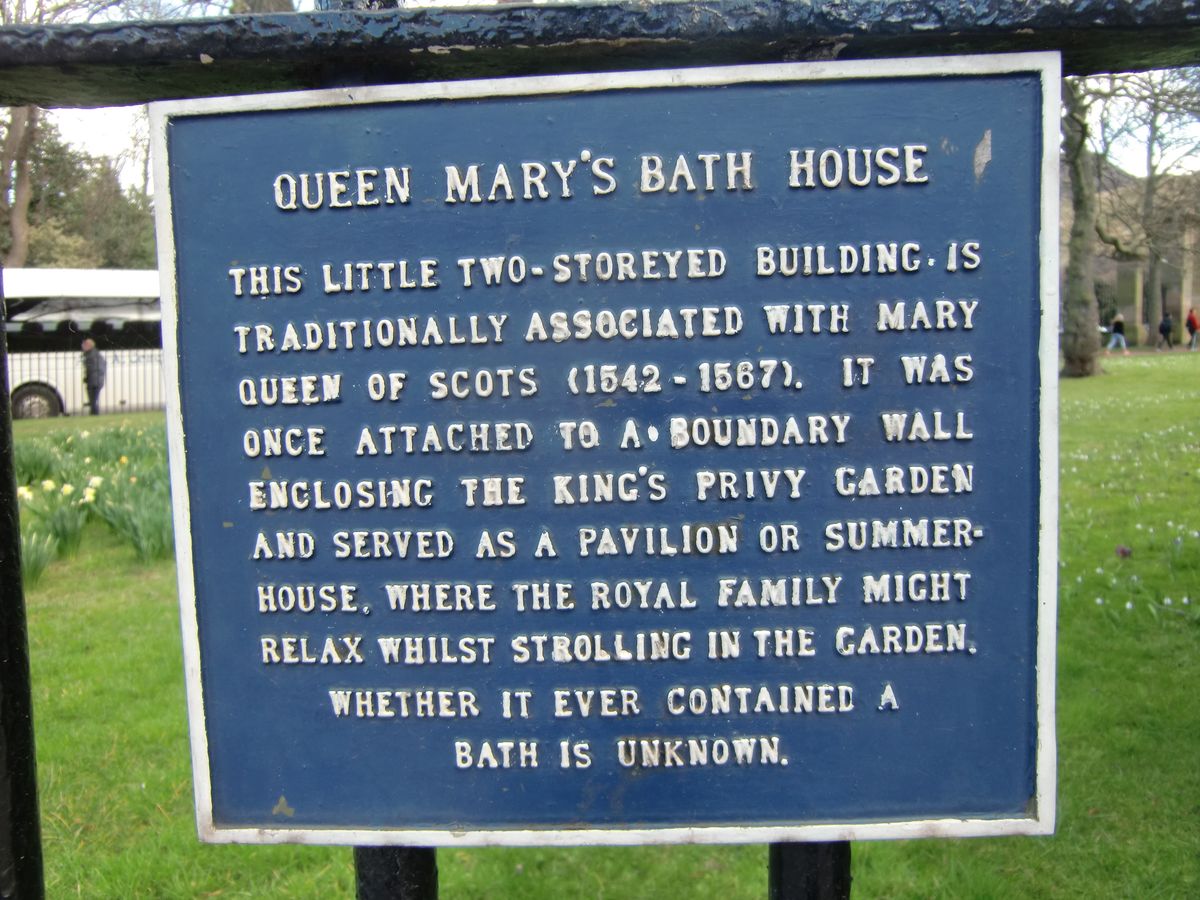 QUEEN MARY'S BATH HOUSE
THIS LITTLE TWO-STOREYED BUILDING IS
TRADITIONALLY ASSOCIATED WITH MARY
QUEEN OF SCOTS (1542-1567). IT WAS
ONCE ATTACHED TO A BOUNDARY WALL
ENCLOSING THE KING'S PRIVY GARDEN
AND SERVED AS A PAVILION OR SUMMER-
HOUSE, WHERE THE ROYAL FAMILY MIGHT
RELAX WHILST STROLLING IN THE GARDEN.
WHETHER IT EVER CONTAINED A
BATH IS UNKNOWN.